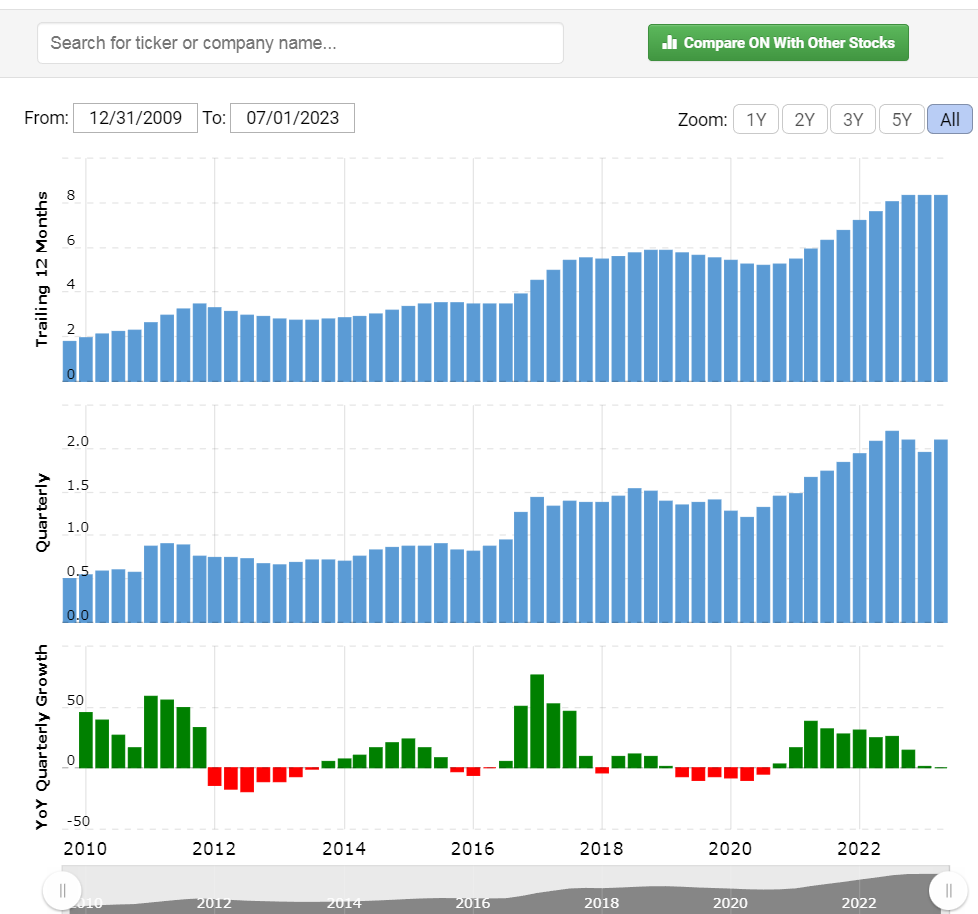 Search for ticker or company name...
Compare ON With Other Stocks
From: 12/31/2009 To: 07/01/2023
Zoom: 1Y 2Y 3Y 5Y All
Trailing 12 Months
8
6
4
2
0
Quarterly
2.0
1.5
1.0
0.5
0.0
YoY Quarterly Growth
50
0
-50
2010 2012 2014 2016 2018 2020 2022
2010 2012 2014 2016 2018 2020 2022